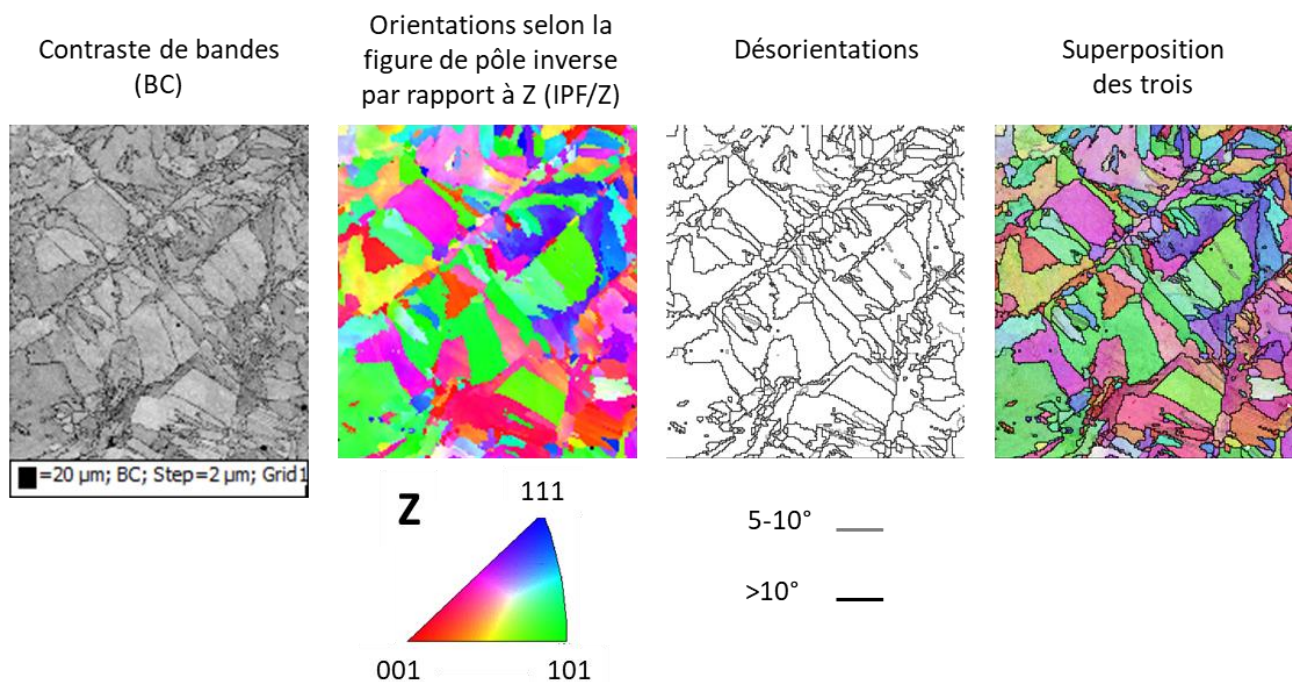 Contraste de bandes
(BC)
Orientations selon la
figure de pôle inverse
par rapport à Z (IPF/Z)
Désorientations
Superposition
des trois
=20 µm; BC; Step=2 µm; Grid1
Z
111
001
101
5-10°
>10°